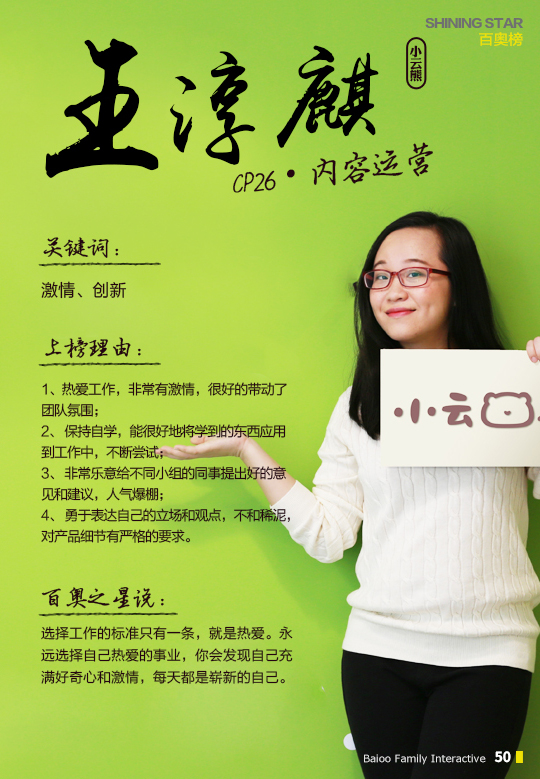 SHINING STAR
百奥榜
王淳麒
小云熊
CP26·内容运营
关键词：
激情、创新
上榜理由：
1、热爱工作，非常有激情，很好的带动了
团队氛围；
2、保持自学，能很好地将学到的东西应用
到工作中，不断尝试；
3、非常乐意给不同小组的同事提出好的意
见和建议，人气爆棚；
4、勇于表达自己的立场和观点，不和稀泥，
对产品细节有严格的要求。
·小云
百奥之星说：
选择工作的标准只有一条，就是热爱。永
远选择自己热爱的事业，你会发现自己充
满好奇心和激情，每天都是崭新的自己。
Baioo Family Interactive 50